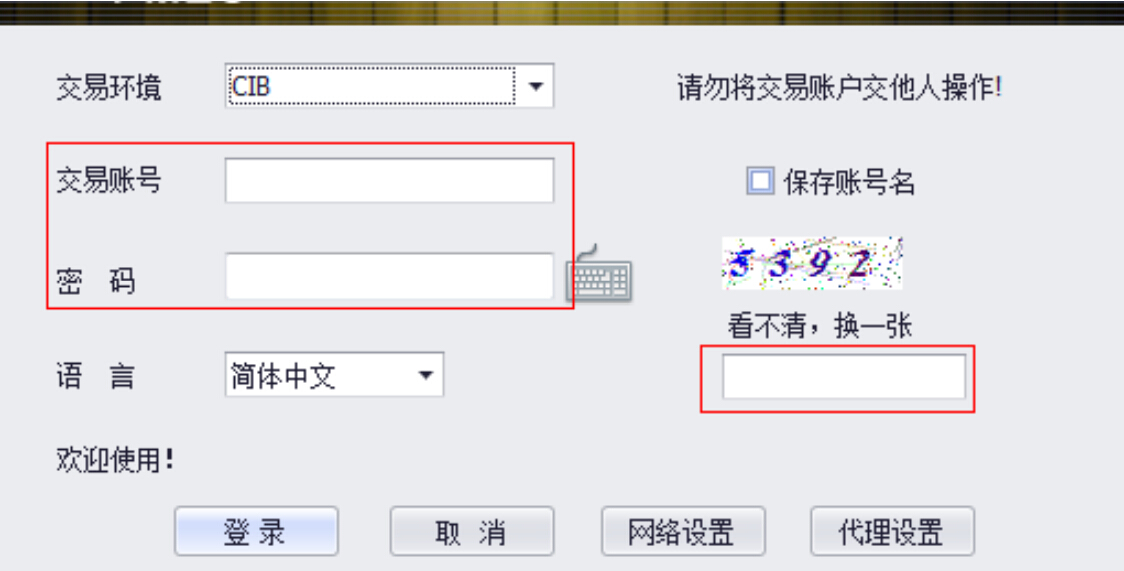 交易环境 CIB 请勿将交易账户交他人操作!
交易账号 保存账号名
密 码
看不清，换一张
语 言 简体中文
欢迎使用!
登 录 取 消 网络设置 代理设置